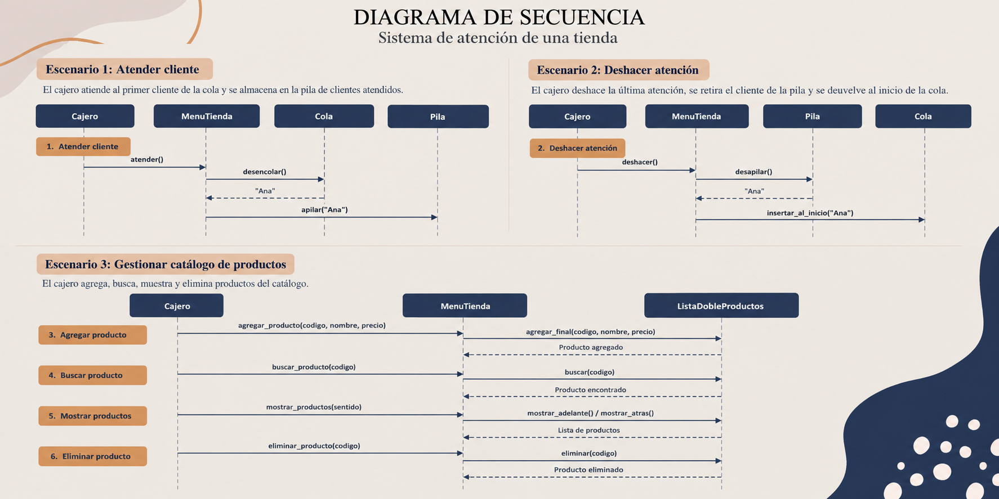 DIAGRAMA DE SECUENCIA
Sistema de atención de una tienda
Escenario 1: Atender cliente
El cajero atiende al primer cliente de la cola y se almacena en la pila de clientes atendidos.
Cajero
MenuTienda
Cola
Pila
1. Atender cliente
atender()
desencolar()
"Ana"
apilar("Ana")
Escenario 2: Deshacer atención
El cajero deshace la última atención, se retira el cliente de la pila y se deuvelve al inicio de la cola.
Cajero
MenuTienda
Pila
Cola
2. Deshacer atención
deshacer()
desapilar()
"Ana"
insertar_al_inicio("Ana")
Escenario 3: Gestionar catálogo de productos
El cajero agrega, busca, muestra y elimina productos del catálogo.
Cajero
MenuTienda
ListaDobleProductos
3. Agregar producto
agregar_producto(codigo, nombre, precio)
agregar_final(codigo, nombre, precio)
Producto agregado
4. Buscar producto
buscar_producto(codigo)
buscar(codigo)
Producto encontrado
5. Mostrar productos
mostrar_productos(sentido)
mostrar_adelante() / mostrar_atras()
Lista de productos
6. Eliminar producto
eliminar_producto(codigo)
eliminar(codigo)
Producto eliminado